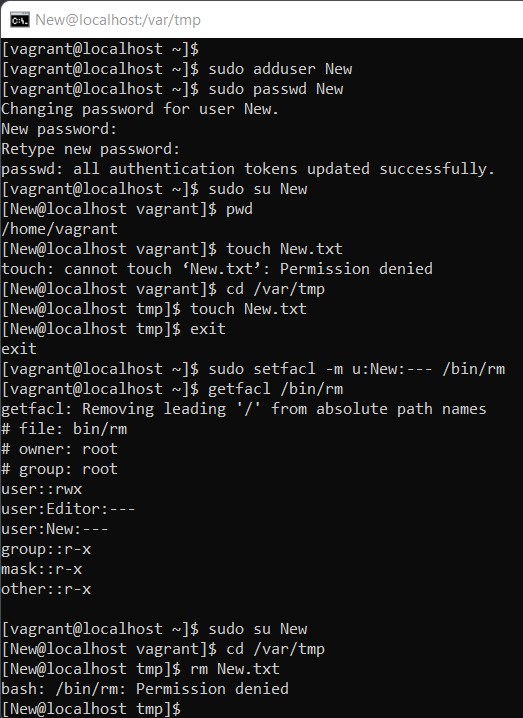 New@localhost:/var/tmp
[vagrant@localhost ~]$
[vagrant@localhost ~]$ sudo adduser New
[vagrant@localhost ~]$ sudo passwd New
Changing password for user New.
New password:
Retype new password:
passwd: all authentication tokens updated successfully.
[vagrant@localhost ~]$ sudo su New
[New@localhost vagrant]$ pwd
/home/vagrant
[New@localhost vagrant]$ touch New.txt
touch: cannot touch ‘New.txt’: Permission denied
[New@localhost vagrant]$ cd /var/tmp
[New@localhost tmp]$ touch New.txt
[New@localhost tmp]$ exit
exit
[vagrant@localhost ~]$ sudo setfacl -m u:New:--- /bin/rm
[vagrant@localhost ~]$ getfacl /bin/rm
getfacl: Removing leading '/' from absolute path names
# file: bin/rm
# owner: root
# group: root
user::rwx
user:Editor:---
user:New:---
group::r-x
mask::r-x
other::r-x
[vagrant@localhost ~]$ sudo su New
[New@localhost vagrant]$ cd /var/tmp
[New@localhost tmp]$ rm New.txt
bash: /bin/rm: Permission denied
[New@localhost tmp]$